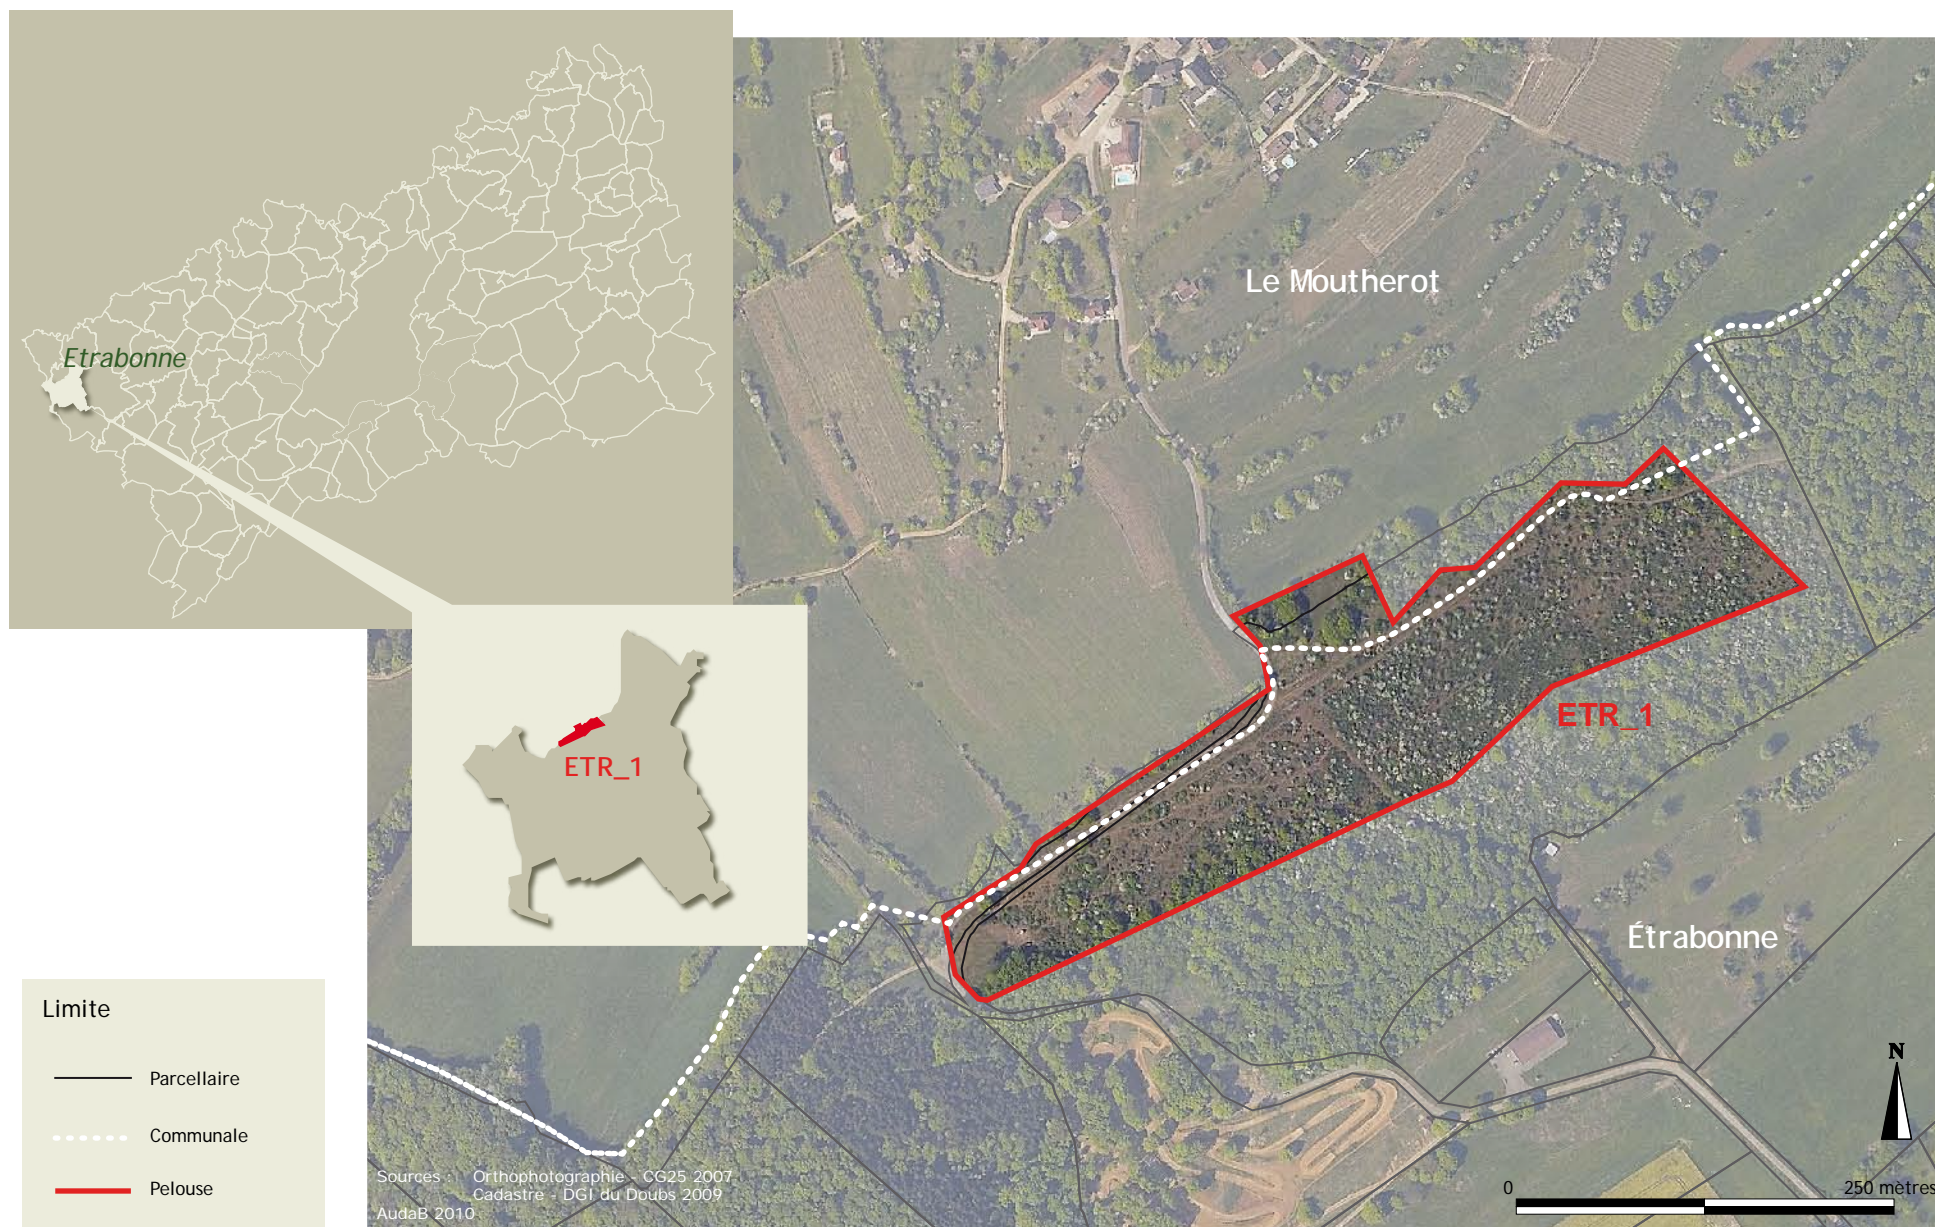 Etrabonne
Le Moutherot
ETR_1
ETR_1
Étrabonne
Limite
Parcellaire
Communale
Pelouse
Sources : Orthophotographie - CG25 2007
Cadastre - DGI du Doubs 2009
AudaB 2010
N
0 250 mètres